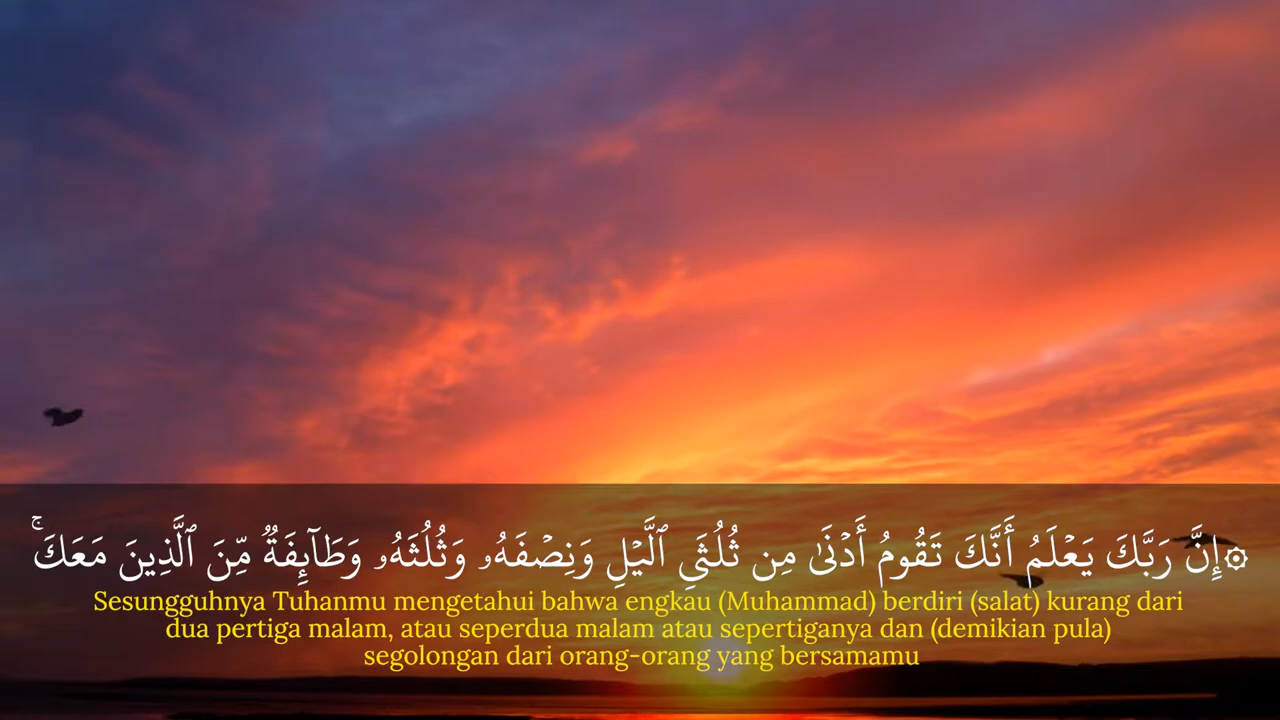 ۞إِنَّ رَبَّكَ يَعۡلَمُ أَنَّكَ تَقُومُ أَدۡنَىٰ مِن ثُلُثَيِ ٱلَّيۡلِ وَنِصۡفَهُۥ وَثُلُثَهُۥ وَطَآئِفَةٞ مِّنَ ٱلَّذِينَ مَعَكَۚ
Sesungguhnya Tuhanmu mengetahui bahwa engkau (Muhammad) berdiri (salat) kurang dari
dua pertiga malam, atau seperdua malam atau sepertiganya dan (demikian pula)
segolongan dari orang-orang yang bersamamu